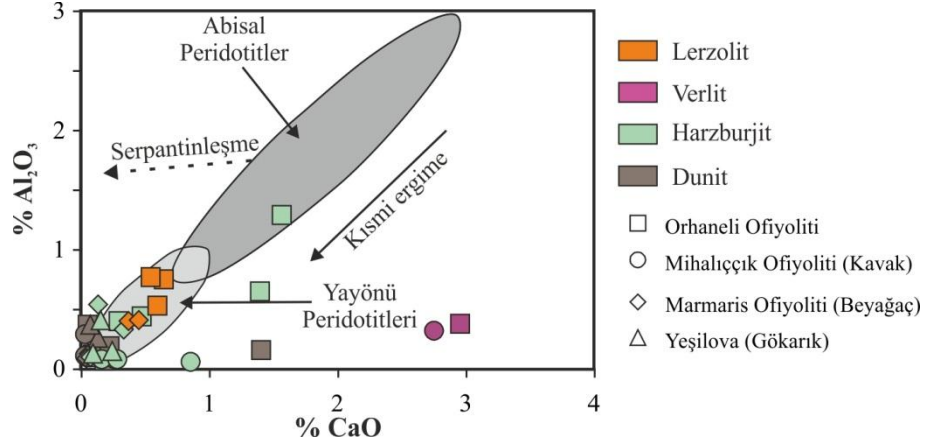 3
2
1
0
% Al₂O₃
0
1
2
3
4
% CaO
Abisal
Peridotitler
Serpantinleşme
Kısmi ergime
Yayönü
Peridotitleri
Lerzolit
Verlit
Harzburjit
Dunit
Orhaneli Ofiyoliti
Mihalıççık Ofiyoliti (Kavak)
Marmaris Ofiyoliti (Beyağaç)
Yeşilova (Gökarık)